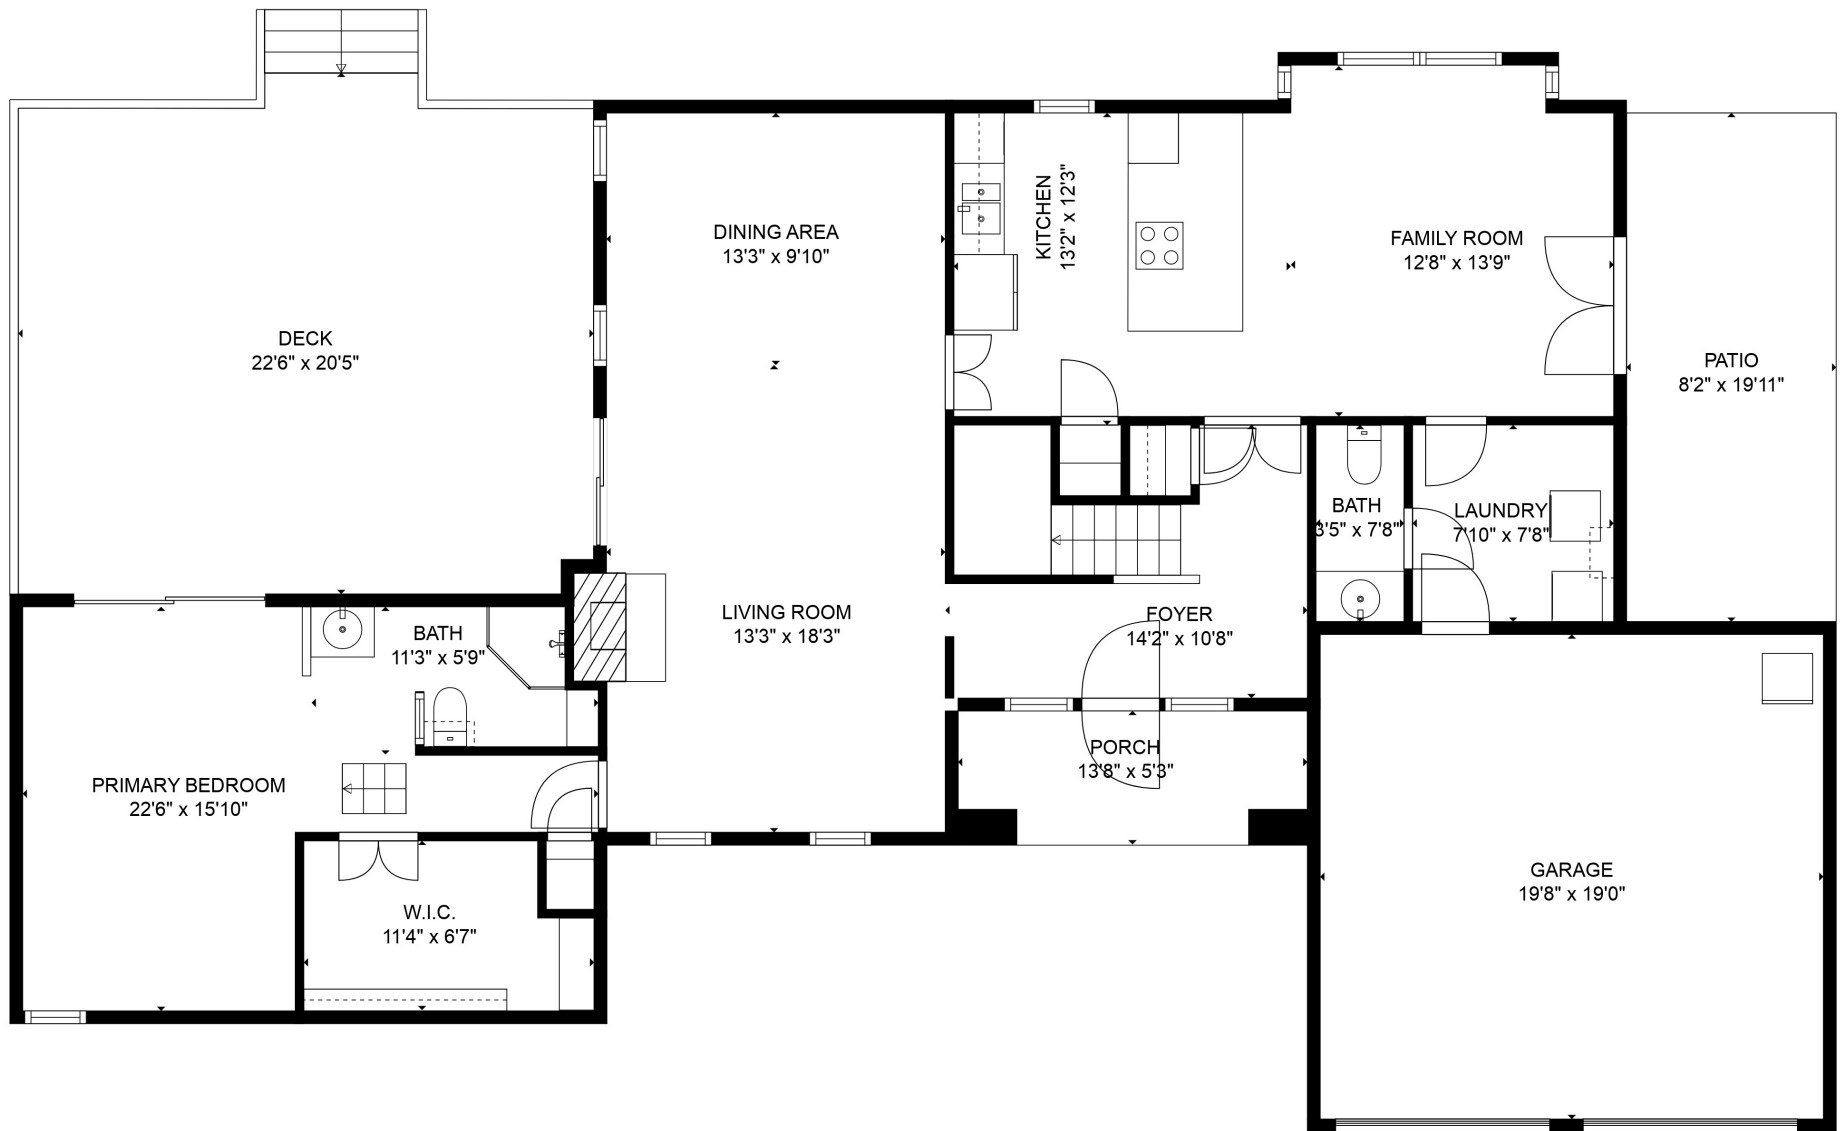 DECK
22'6" x 20'5"
DINING AREA
13'3" x 9'10"
KITCHEN
13'2" x 12'3"
FAMILY ROOM
12'8" x 13'9"
PATIO
8'2" x 19'11"
BATH
3'5" x 7'8"
LAUNDRY
7'10" x 7'8"
LIVING ROOM
13'3" x 18'3"
FOYER
14'2" x 10'8"
BATH
11'3" x 5'9"
PRIMARY BEDROOM
22'6" x 15'10"
PORCH
13'8" x 5'3"
W.I.C.
11'4" x 6'7"
GARAGE
19'8" x 19'0"